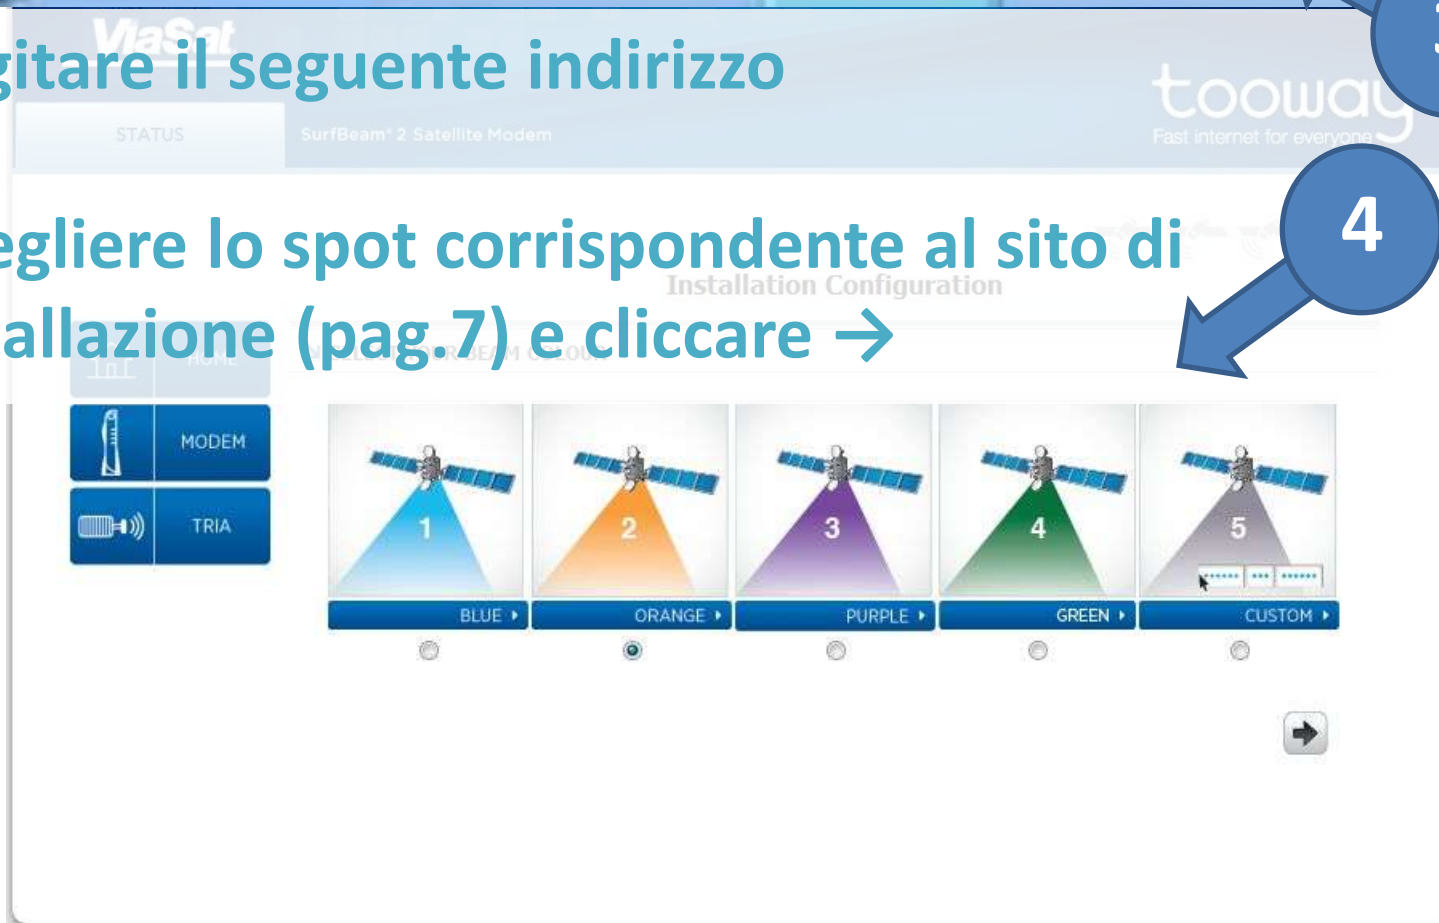 ViaSat
gitare il seguente indirizzo
tooway
Fast internet for everyone
STATUS
SurfBeam® 2 Satellite Modem
4
egliere lo spot corrispondente al sito di
Installation Configuration
allazione (pag.7) e cliccare →
HOME
MODEM
TRIA
1
2
3
4
5
BLUE
ORANGE
PURPLE
GREEN
CUSTOM